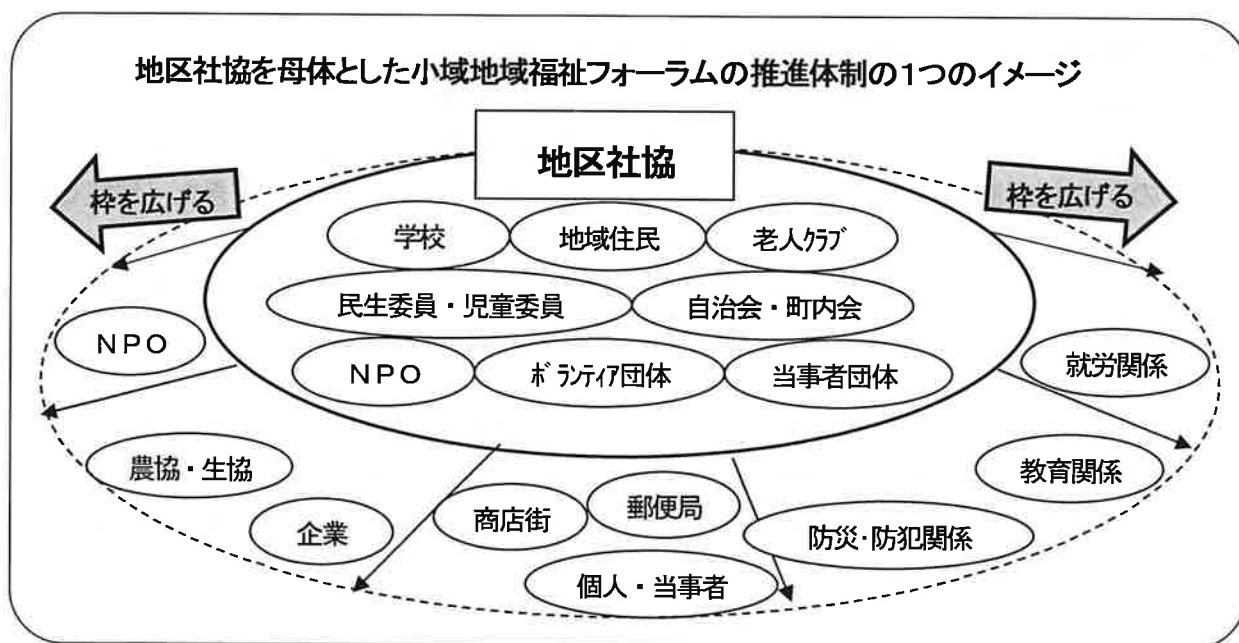 地区社協を母体とした小域地域福祉フォーラムの推進体制の１つのイメージ
地区社協
枠を広げる
枠を広げる
学校
地域住民
老人ｸﾗﾌﾞ
民生委員・児童委員
自治会・町内会
ＮＰＯ
ﾎﾞﾗﾝﾃｨｱ団体
当事者団体
ＮＰＯ
就労関係
農協・生協
教育関係
企業
商店街
郵便局
防災・防犯関係
個人・当事者